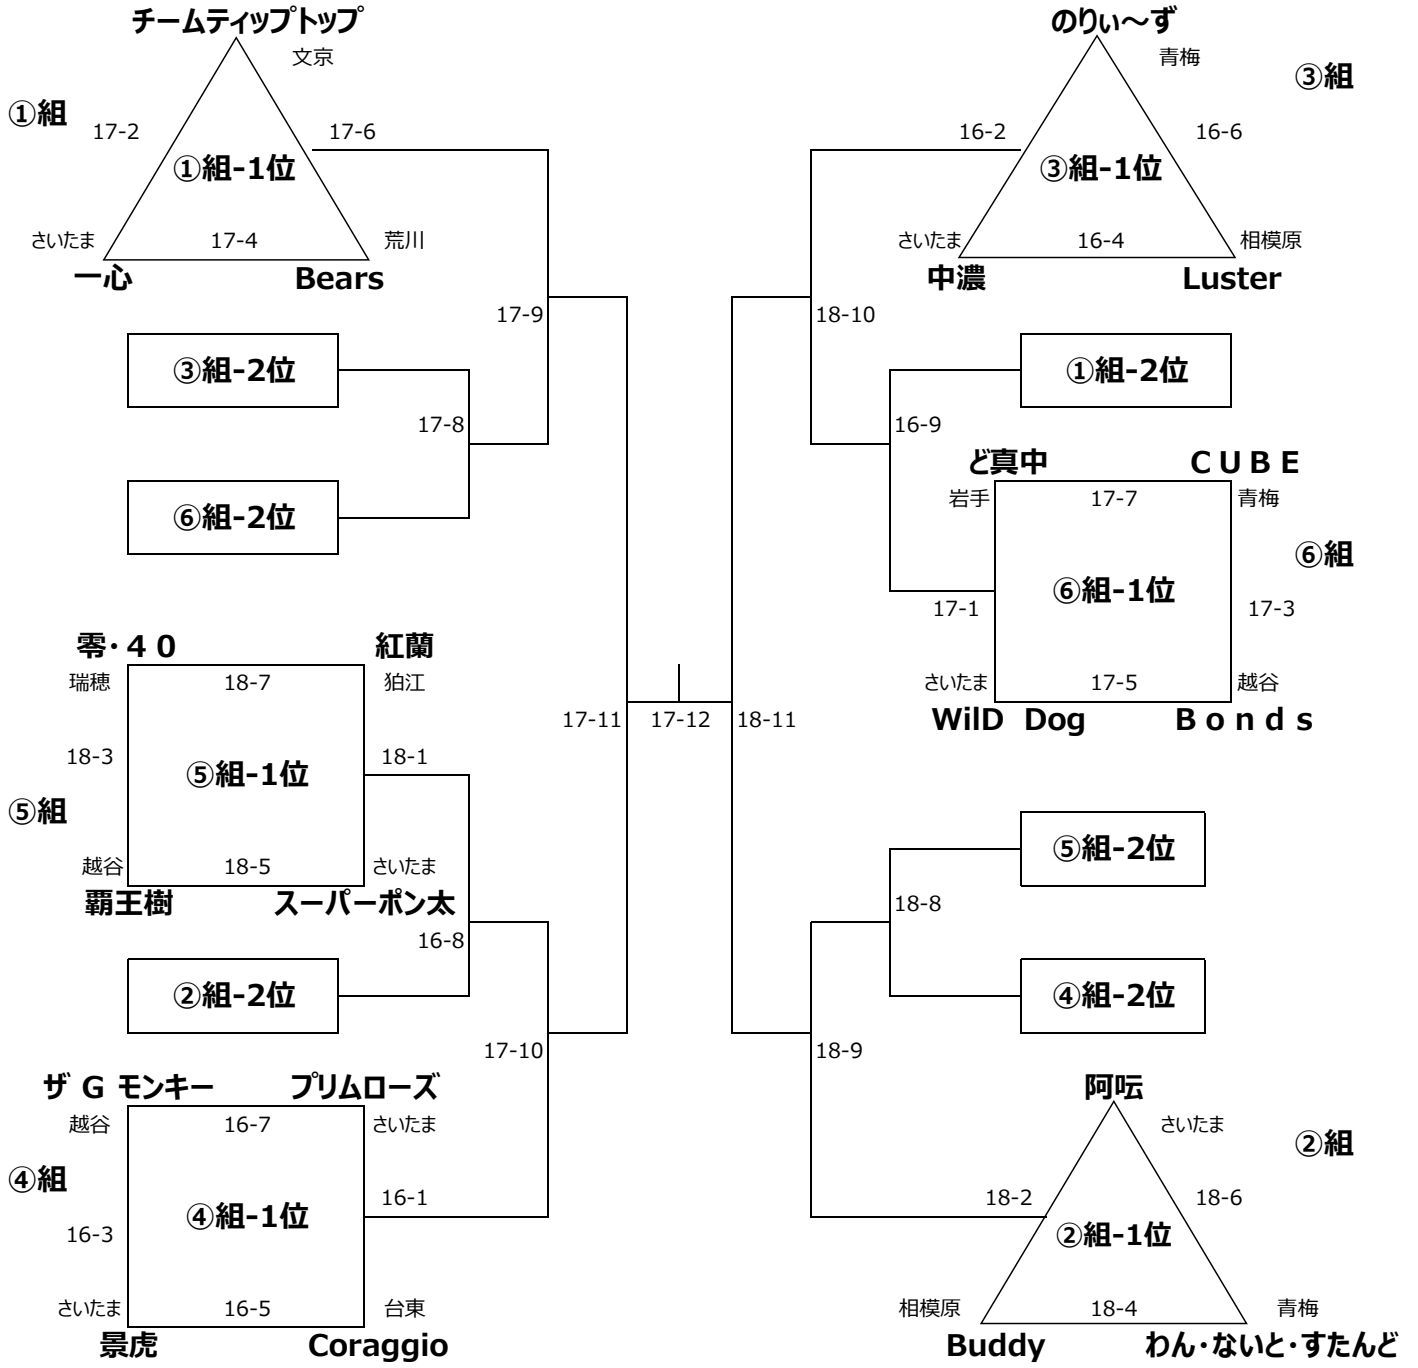 チームティップトップ
文京
①組
17-2
17-6
①組-1位
さいたま
17-4
荒川
一心
Bears
17-9
③組-2位
17-8
⑥組-2位
零・４０
紅蘭
瑞穂
18-7
狛江
18-3
18-1
⑤組-1位
⑤組
越谷
18-5
さいたま
覇王樹
スーパーポン太
16-8
②組-2位
17-10
ザ G モンキー
プリムローズ
越谷
16-7
さいたま
④組
④組-1位
16-1
16-3
さいたま
16-5
台東
景虎
Coraggio
17-11
17-12
18-11
のりぃ～ず
青梅
③組
16-2
16-6
③組-1位
さいたま
16-4
相模原
中濃
Luster
18-10
①組-2位
16-9
ど真中
ＣＵＢＥ
岩手
17-7
青梅
⑥組
⑥組-1位
17-1
17-3
さいたま
17-5
越谷
WilD Dog
Ｂｏｎｄｓ
⑤組-2位
18-8
④組-2位
18-9
阿吽
さいたま
②組
18-2
18-6
②組-1位
相模原
18-4
青梅
Buddy
わん・ないと・すたんど